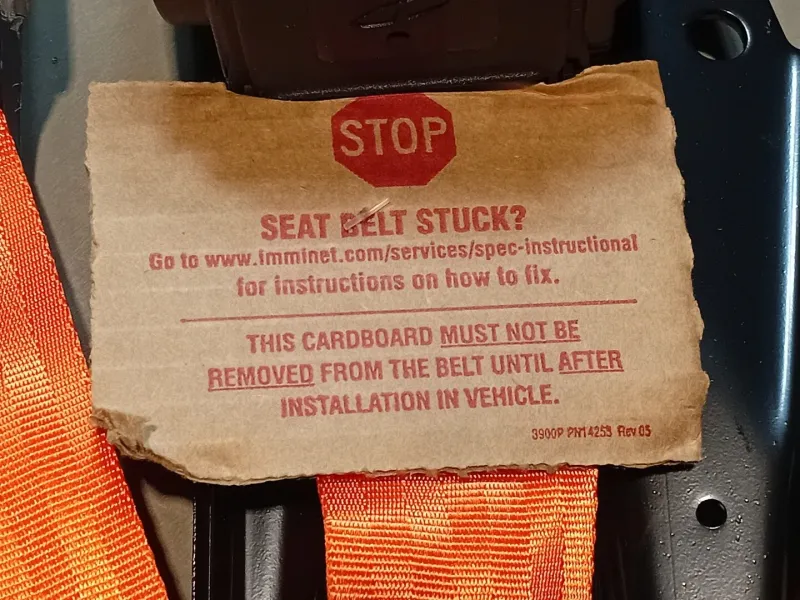 STOP
SEAT BELT STUCK?
Go to www.imminet.com/services/spec-instructional
for instructions on how to fix.
THIS CARDBOARD MUST NOT BE
REMOVED FROM THE BELT UNTIL AFTER
INSTALLATION IN VEHICLE.
3900P PN14253 Rev 05